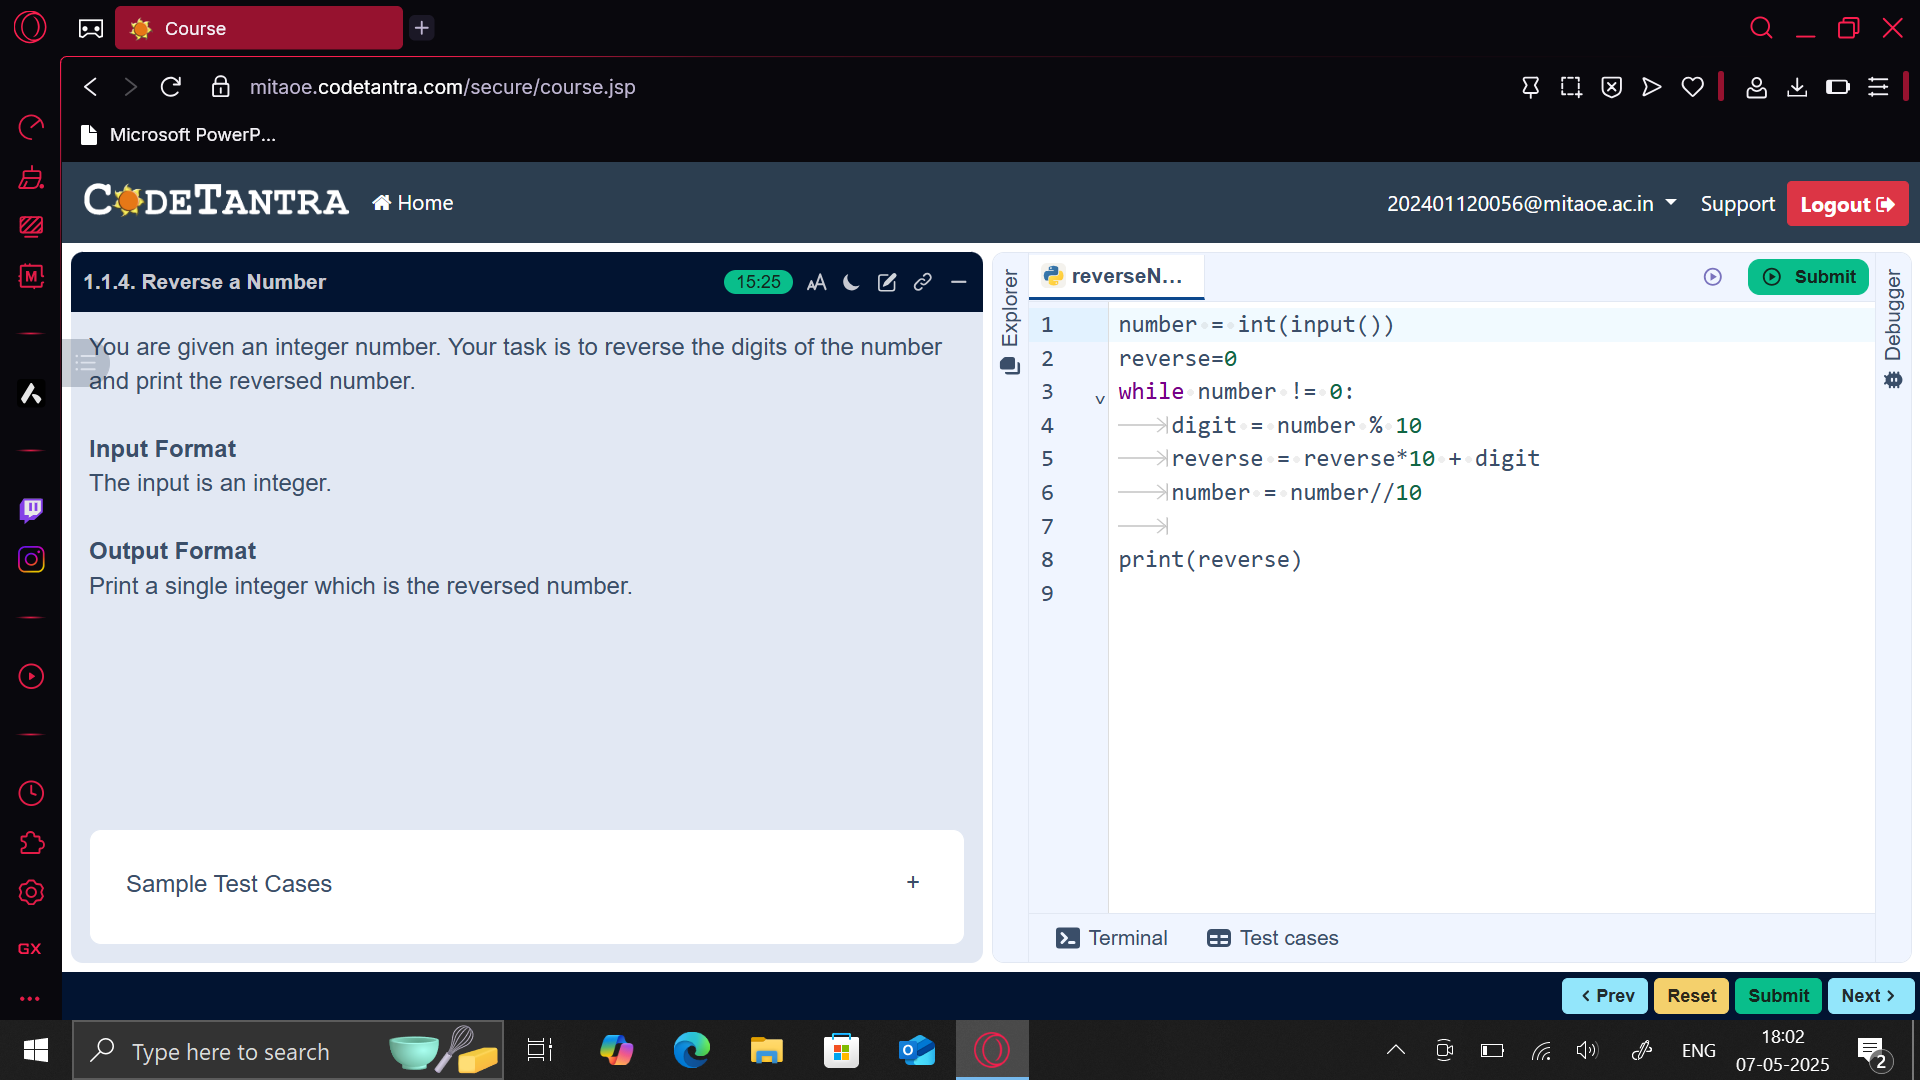 Course
mitaoe.codetantra.com/secure/course.jsp
Microsoft PowerP...
CODETANTRA
Home
202401120056@mitaoe.ac.in
Support
Logout
1.1.4. Reverse a Number
15:25
You are given an integer number. Your task is to reverse the digits of the number
and print the reversed number.
Input Format
The input is an integer.
Output Format
Print a single integer which is the reversed number.
Sample Test Cases
+
Explorer
reverseN...
Submit
Debugger
1 number = int(input())
2 reverse=0
3 while number != 0:
4 digit = number % 10
5 reverse = reverse*10 + digit
6 number = number//10
7
8 print(reverse)
9
Terminal
Test cases
Prev
Reset
Submit
Next
M
GX
Type here to search
ENG
18:02
07-05-2025
2